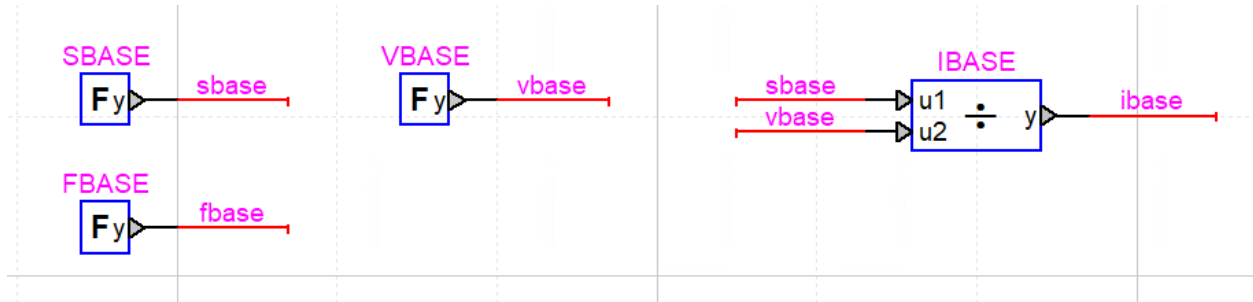 SBASE
F y
sbase
VBASE
F y
vbase
IBASE
sbase
u1
vbase
u2
÷
y
ibase
FBASE
F y
fbase